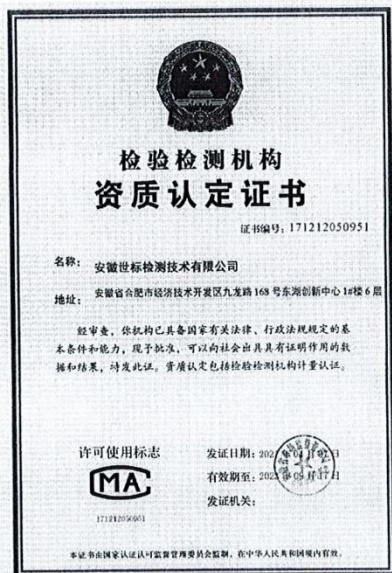 检验检测机构
资质认定证书
证书编号：171212050951
名称：安徽世标检测技术有限公司
地址：安徽省合肥市经济技术开发区九龙路168号东湖创新中心1#楼6层
经审查，你机构已具备国家有关法律、行政法规规定的基
本条件和能力，现予批准，可以向社会出具具有证明作用的数
据和结果，特发此证。资质认定包括检验检测机构计量认证。
许可使用标志
MA
171212050951
发证日期：
有效期至：
发证机关：
本证书由国家认证认可监督管理委员会监制，在中华人民共和国境内有效。